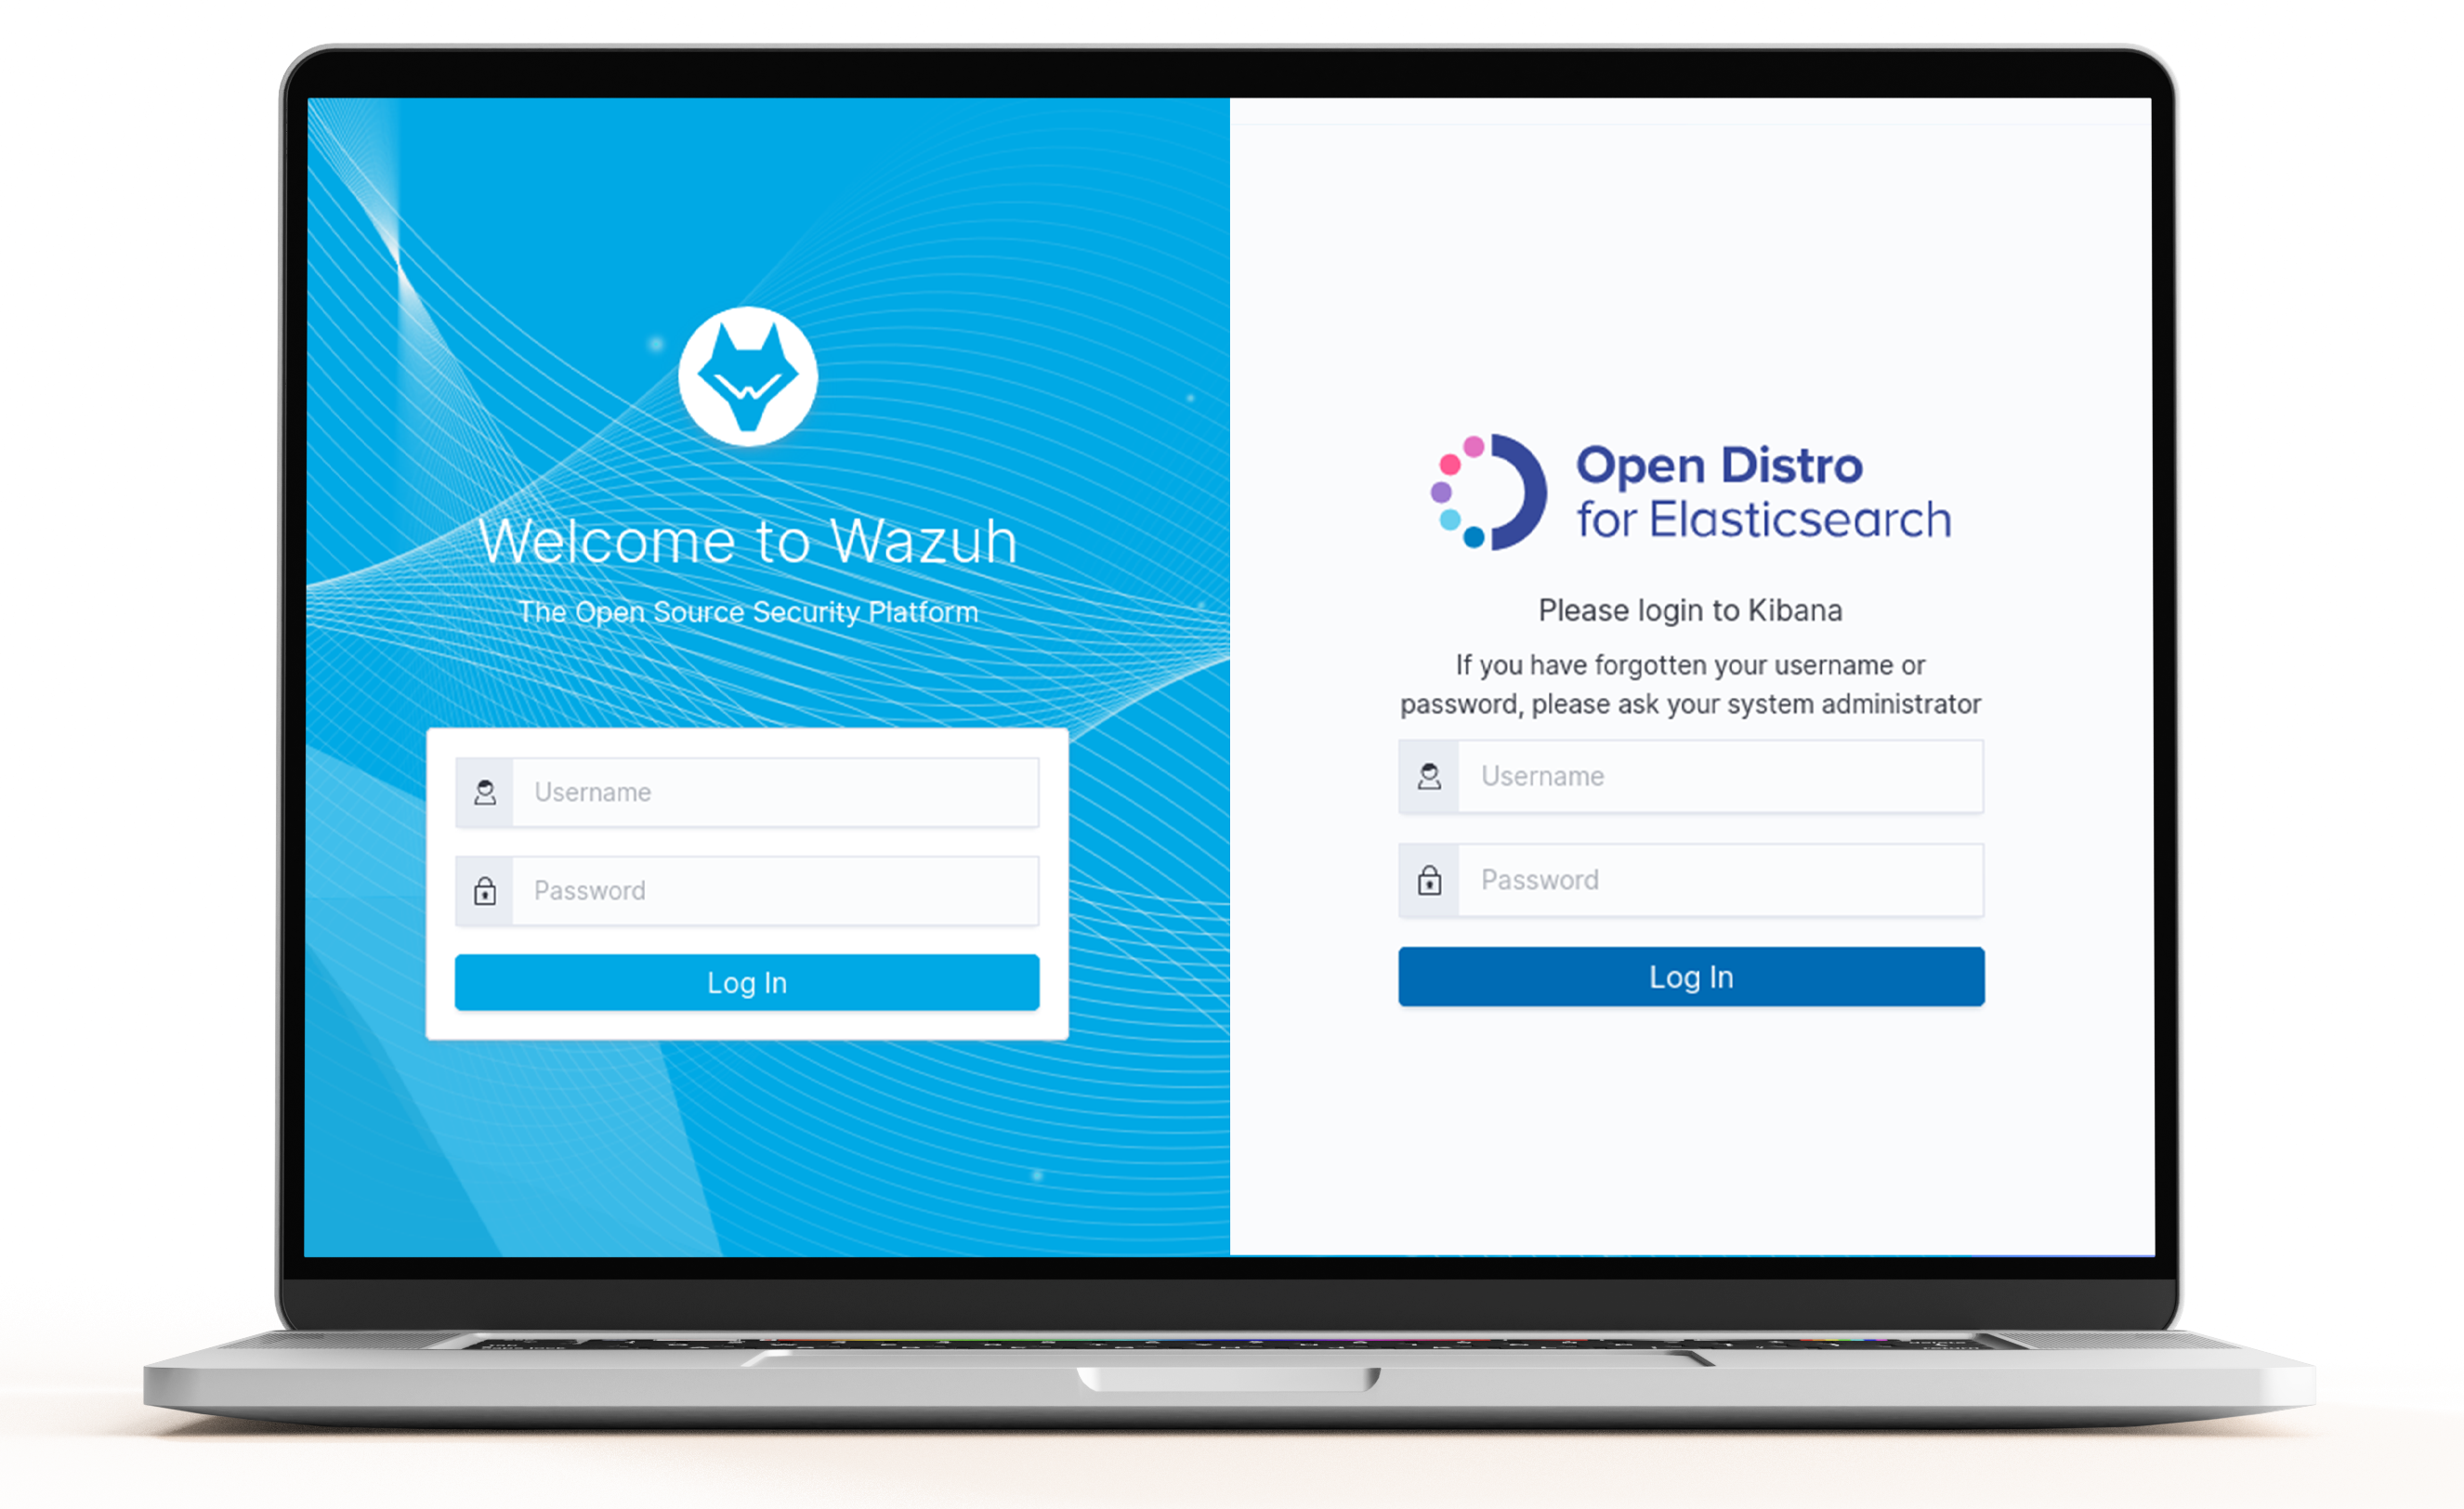 Welcome to Wazuh
The Open Source Security Platform
Username
Password
Log In
Open Distro
for Elasticsearch
Please login to Kibana
If you have forgotten your username or
password, please ask your system administrator
Username
Password
Log In